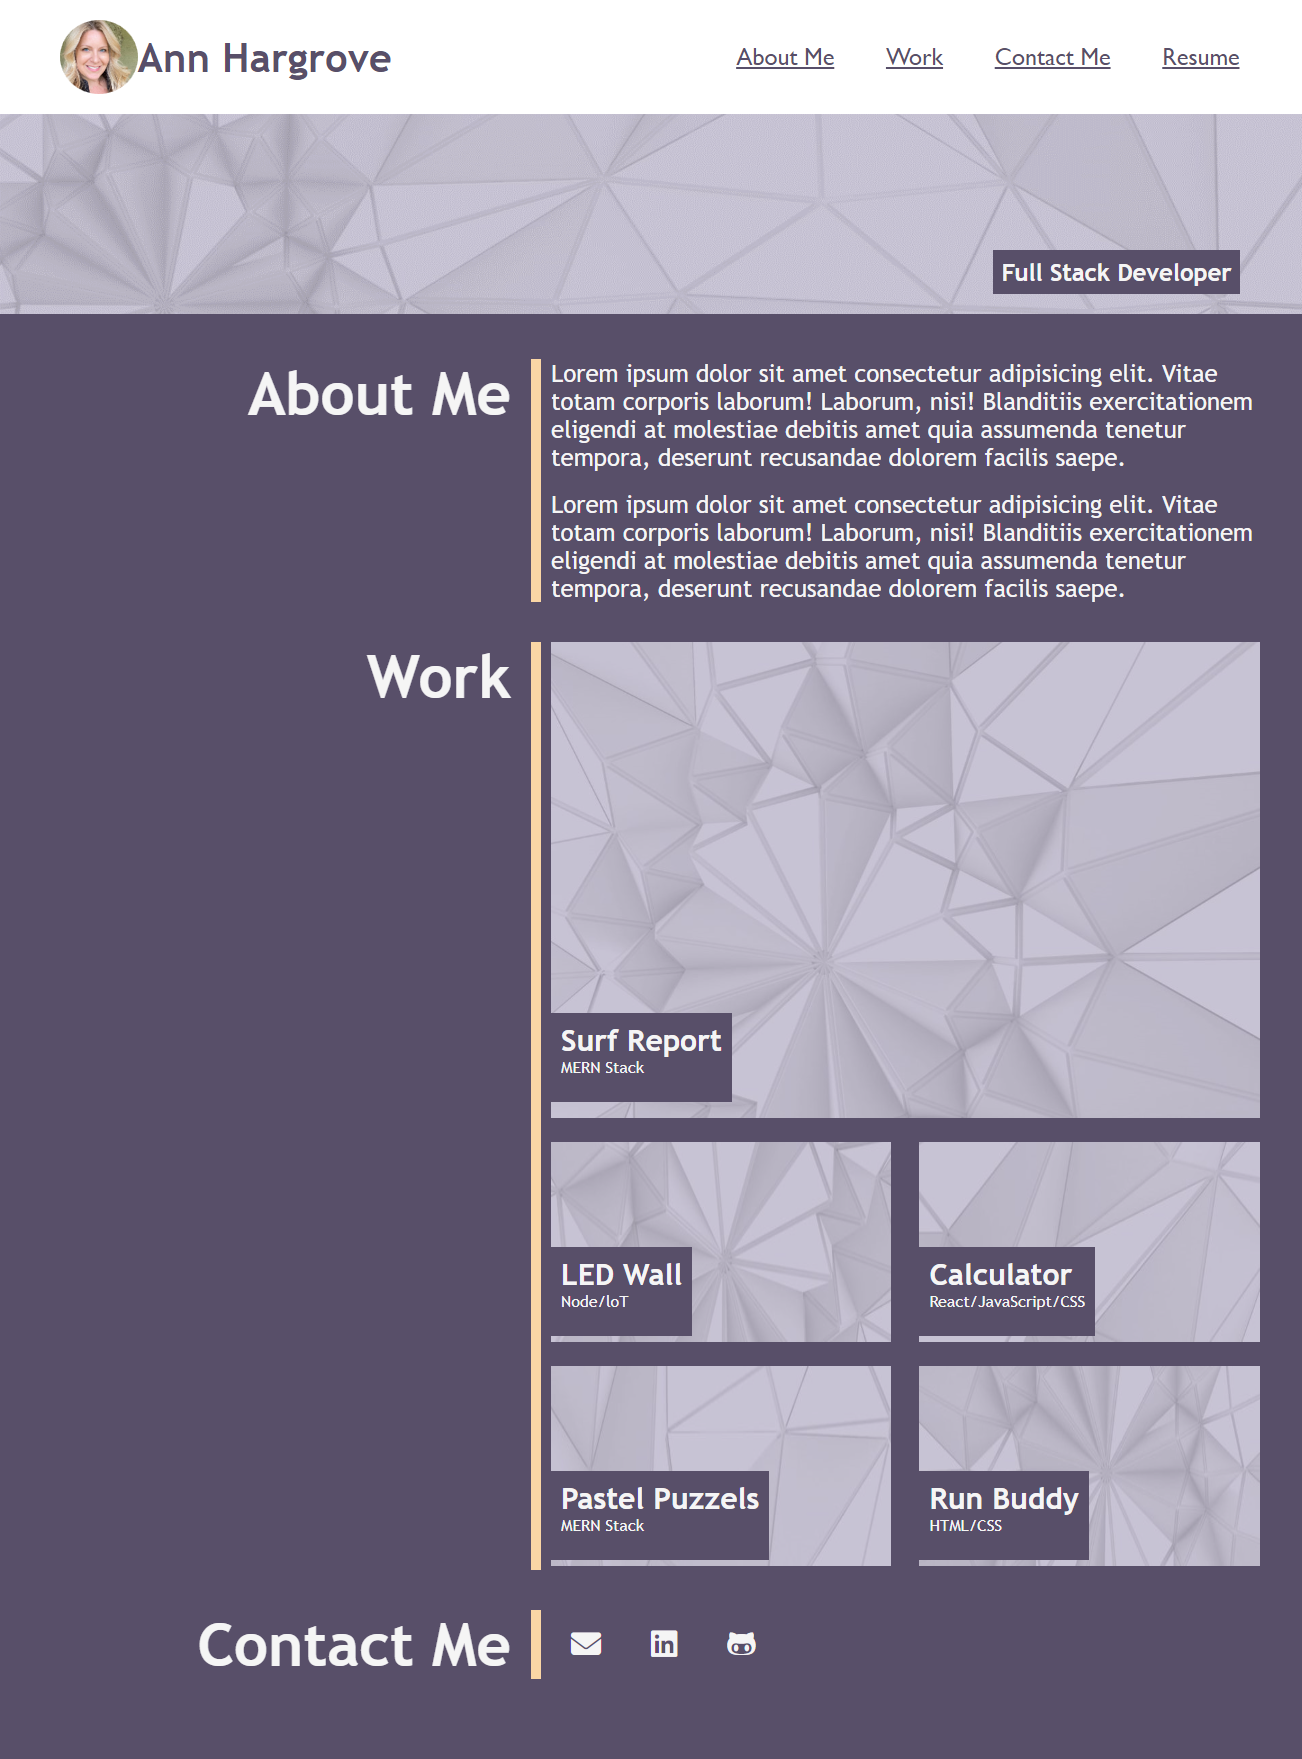 Ann Hargrove
About Me
Work
Contact Me
Resume
Full Stack Developer
About Me
Lorem ipsum dolor sit amet consectetur adipisicing elit. Vitae
totam corporis laborum! Laborum, nisi! Blanditiis exercitationem
eligendi at molestiae debitis amet quia assumenda tenetur
tempora, deserunt recusandae dolorem facilis saepe.
Lorem ipsum dolor sit amet consectetur adipisicing elit. Vitae
totam corporis laborum! Laborum, nisi! Blanditiis exercitationem
eligendi at molestiae debitis amet quia assumenda tenetur
tempora, deserunt recusandae dolorem facilis saepe.
Work
Surf Report
MERN Stack
LED Wall
Node/loT
Calculator
React/JavaScript/CSS
Pastel Puzzels
MERN Stack
Run Buddy
HTML/CSS
Contact Me
in